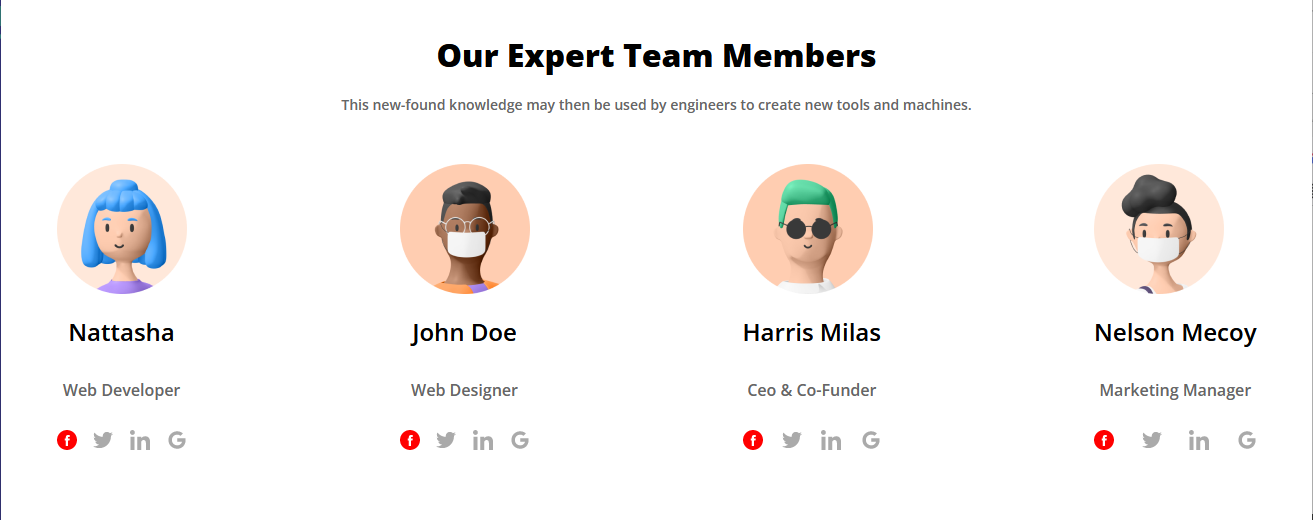 Our Expert Team Members
This new-found knowledge may then be used by engineers to create new tools and machines.
Nattasha
John Doe
Harris Milas
Nelson Mecoy
Web Developer
Web Designer
Ceo & Co-Funder
Marketing Manager